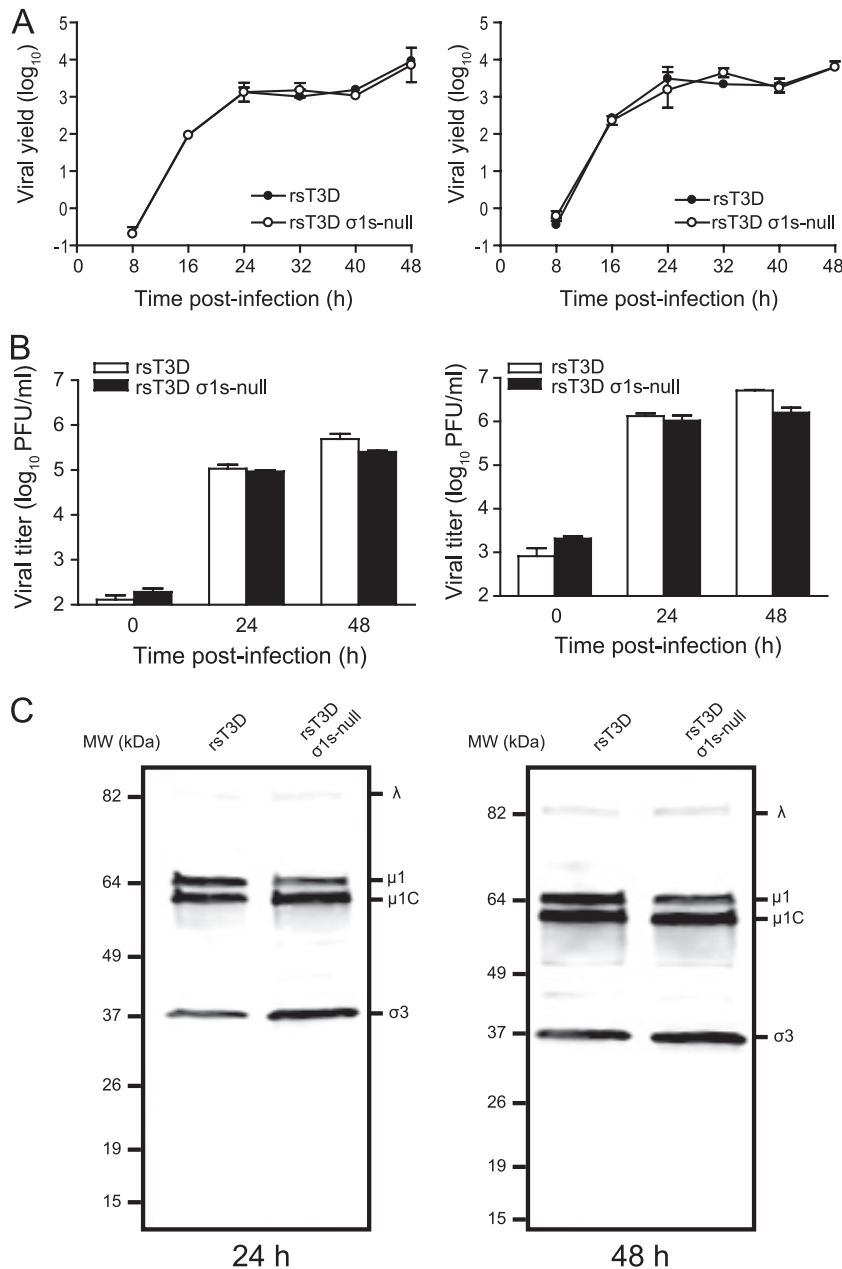 A
Viral yield (log10)
5
4
3
2
1
0
-1
rsT3D
rsT3D σ1s-null
0 8 16 24 32 40 48
Time post-infection (h)
Viral yield (log10)
5
4
3
2
1
0
-1
rsT3D
rsT3D σ1s-null
0 8 16 24 32 40 48
Time post-infection (h)
B
Viral titer (log10 PFU/ml)
7
6
5
4
3
2
rsT3D
rsT3D σ1s-null
0 24 48
Time post-infection (h)
Viral titer (log10 PFU/ml)
7
6
5
4
3
2
rsT3D
rsT3D σ1s-null
0 24 48
Time post-infection (h)
C
MW (kDa)
rsT3D
rsT3D
σ1s-null
82
64
49
37
26
19
15
λ
μ1
μ1C
σ3
24 h
MW (kDa)
rsT3D
rsT3D
σ1s-null
82
64
49
37
26
19
15
λ
μ1
μ1C
σ3
48 h